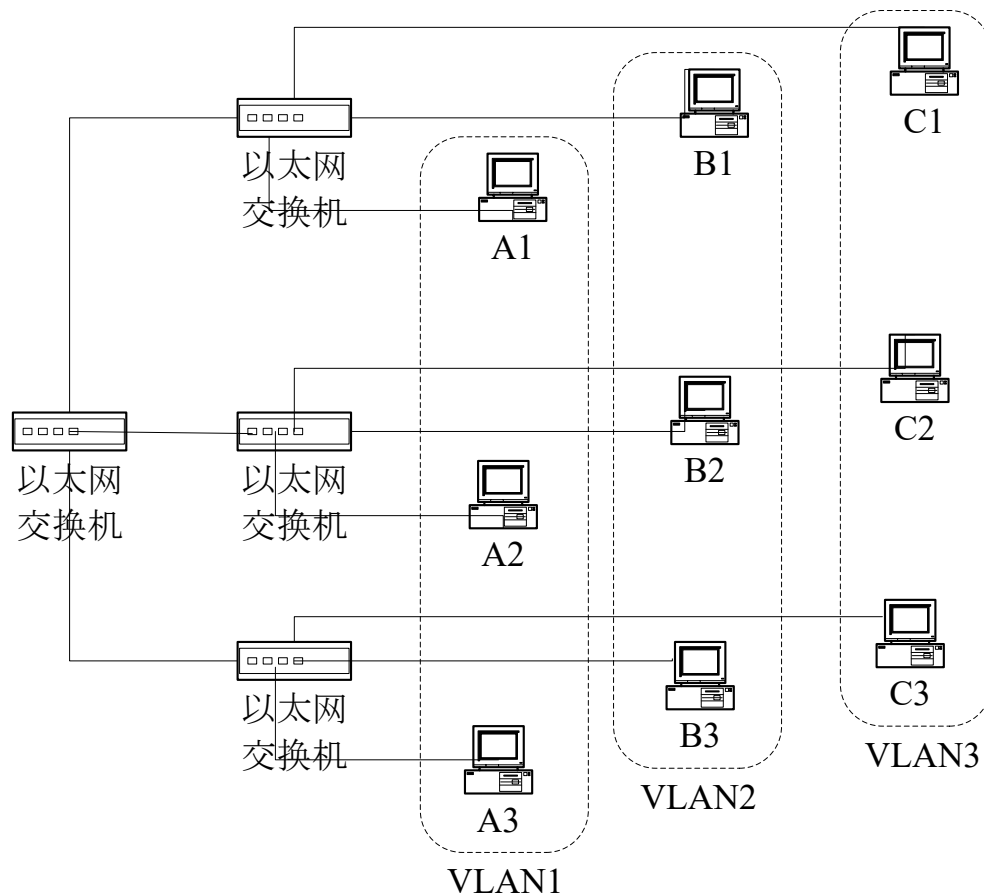 C1
B1
以太网
交换机
A1
C2
B2
以太网
交换机
以太网
交换机
A2
C3
以太网
交换机
B3
VLAN3
VLAN2
A3
VLAN1